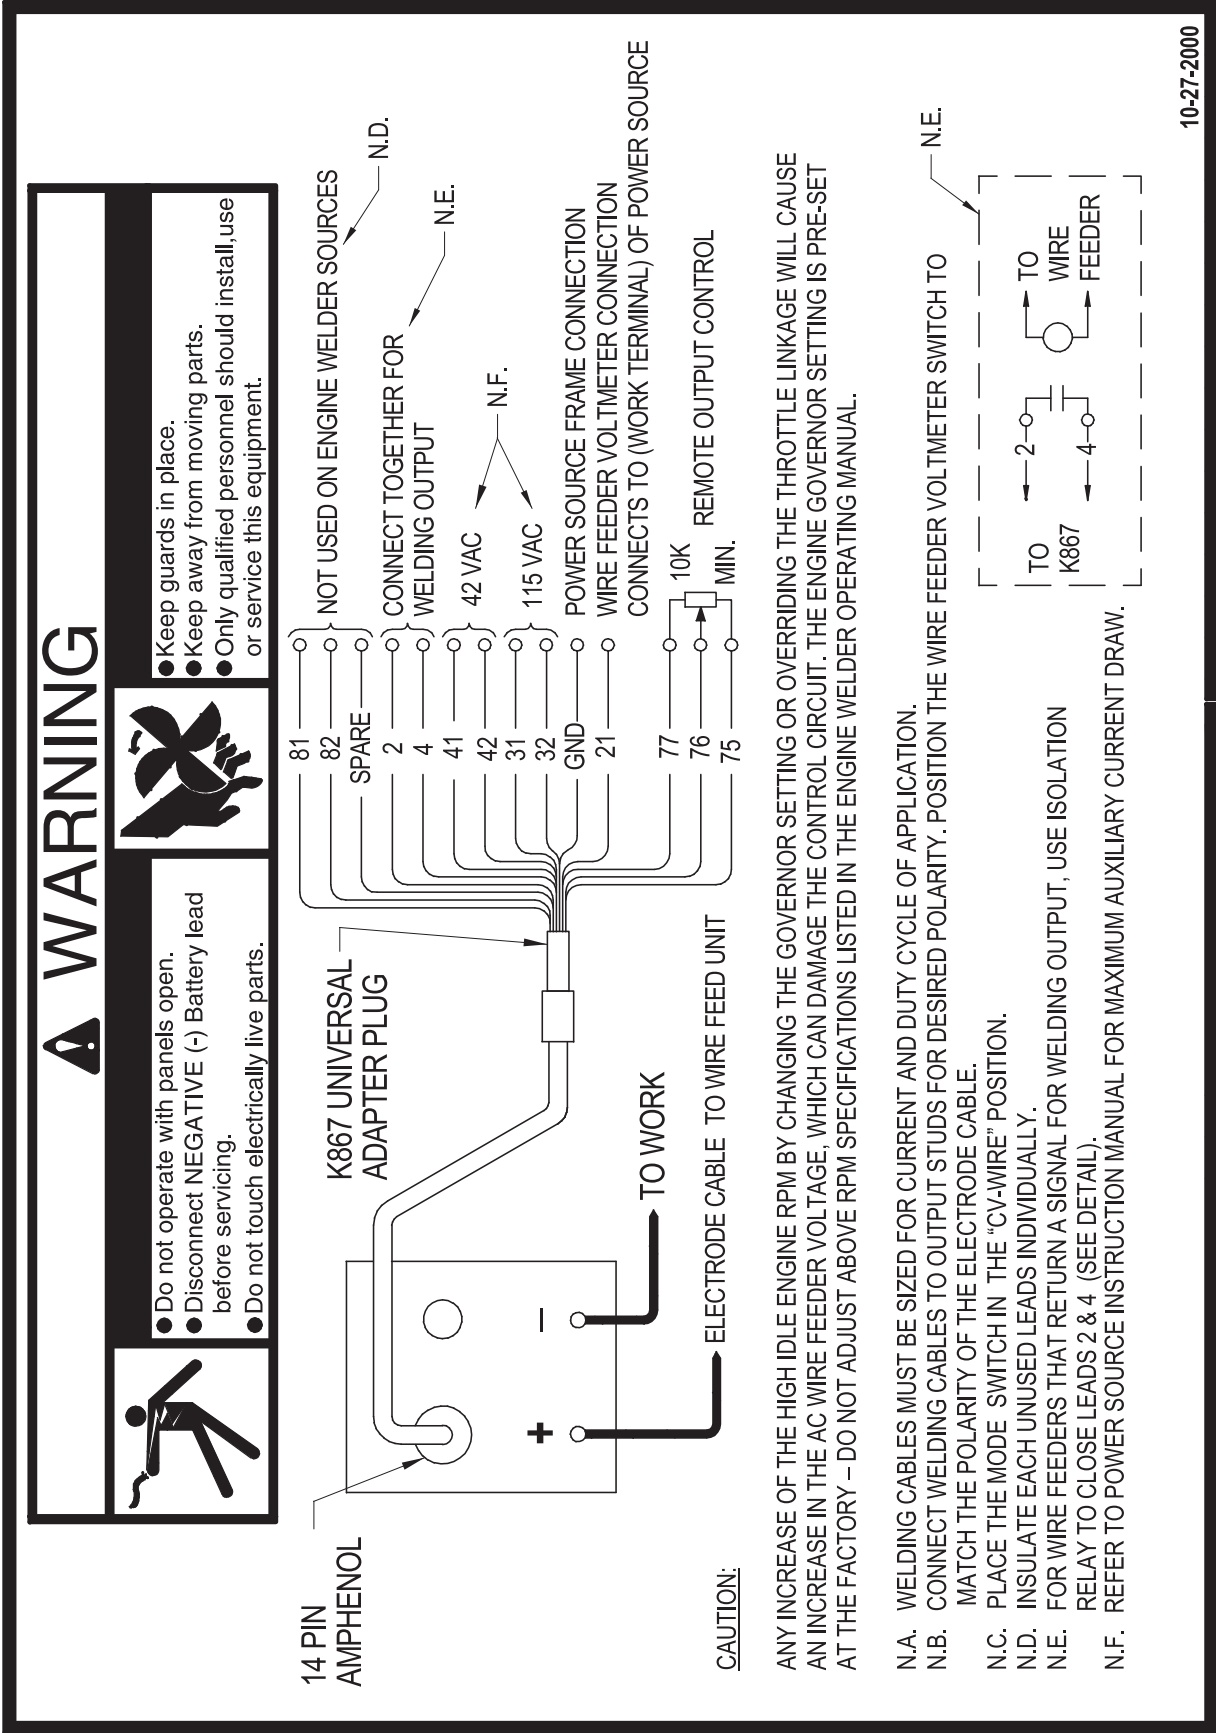 WARNING
● Do not operate with panels open.
● Disconnect NEGATIVE (-) Battery lead
before servicing.
● Do not touch electrically live parts.
● Keep guards in place.
● Keep away from moving parts.
● Only qualified personnel should install,use
or service this equipment.
14 PIN
AMPHENOL
K867 UNIVERSAL
ADAPTER PLUG
+
–
TO WORK
ELECTRODE CABLE TO WIRE FEED UNIT
81
82
SPARE
2
4
41
42
31
32
GND
21
77
76
75
NOT USED ON ENGINE WELDER SOURCES
N.D.
CONNECT TOGETHER FOR
WELDING OUTPUT
N.E.
42 VAC
115 VAC
N.F.
POWER SOURCE FRAME CONNECTION
WIRE FEEDER VOLTMETER CONNECTION
CONNECTS TO (WORK TERMINAL) OF POWER SOURCE
10K
MIN.
REMOTE OUTPUT CONTROL
CAUTION:
ANY INCREASE OF THE HIGH IDLE ENGINE RPM BY CHANGING THE GOVERNOR SETTING OR OVERRIDING THE THROTTLE LINKAGE WILL CAUSE
AN INCREASE IN THE AC WIRE FEEDER VOLTAGE, WHICH CAN DAMAGE THE CONTROL CIRCUIT. THE ENGINE GOVERNOR SETTING IS PRE-SET
AT THE FACTORY – DO NOT ADJUST ABOVE RPM SPECIFICATIONS LISTED IN THE ENGINE WELDER OPERATING MANUAL.
N.A. WELDING CABLES MUST BE SIZED FOR CURRENT AND DUTY CYCLE OF APPLICATION.
N.B. CONNECT WELDING CABLES TO OUTPUT STUDS FOR DESIRED POLARITY. POSITION THE WIRE FEEDER VOLTMETER SWITCH TO
MATCH THE POLARITY OF THE ELECTRODE CABLE.
N.C. PLACE THE MODE SWITCH IN THE "CV-WIRE" POSITION.
N.D. INSULATE EACH UNUSED LEADS INDIVIDUALLY.
N.E. FOR WIRE FEEDERS THAT RETURN A SIGNAL FOR WELDING OUTPUT, USE ISOLATION
RELAY TO CLOSE LEADS 2 & 4 (SEE DETAIL).
N.F. REFER TO POWER SOURCE INSTRUCTION MANUAL FOR MAXIMUM AUXILIARY CURRENT DRAW.
N.E.
TO
K867
2
4
TO
WIRE
FEEDER
10-27-2000